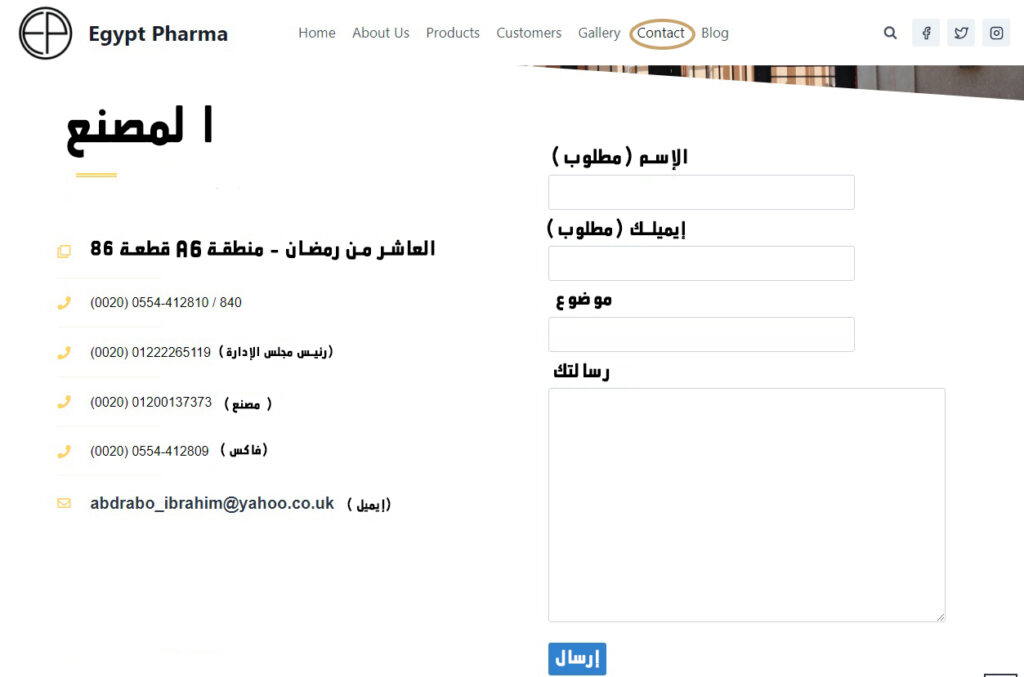 Egypt Pharma
Home About Us Products Customers Gallery Contact Blog
المصنع
العاشر من رمضان - منطقة A6 قطعة 86
(0020) 0554-412810 / 840
(0020) 01222265119 (رئيس مجلس الإدارة)
(0020) 01200137373 (مصنع)
(0020) 0554-412809 (فاكس)
abdrabo_ibrahim@yahoo.co.uk (إيميل)
الإسم (مطلوب)
إيميلك (مطلوب)
موضوع
رسالتك
إرسال